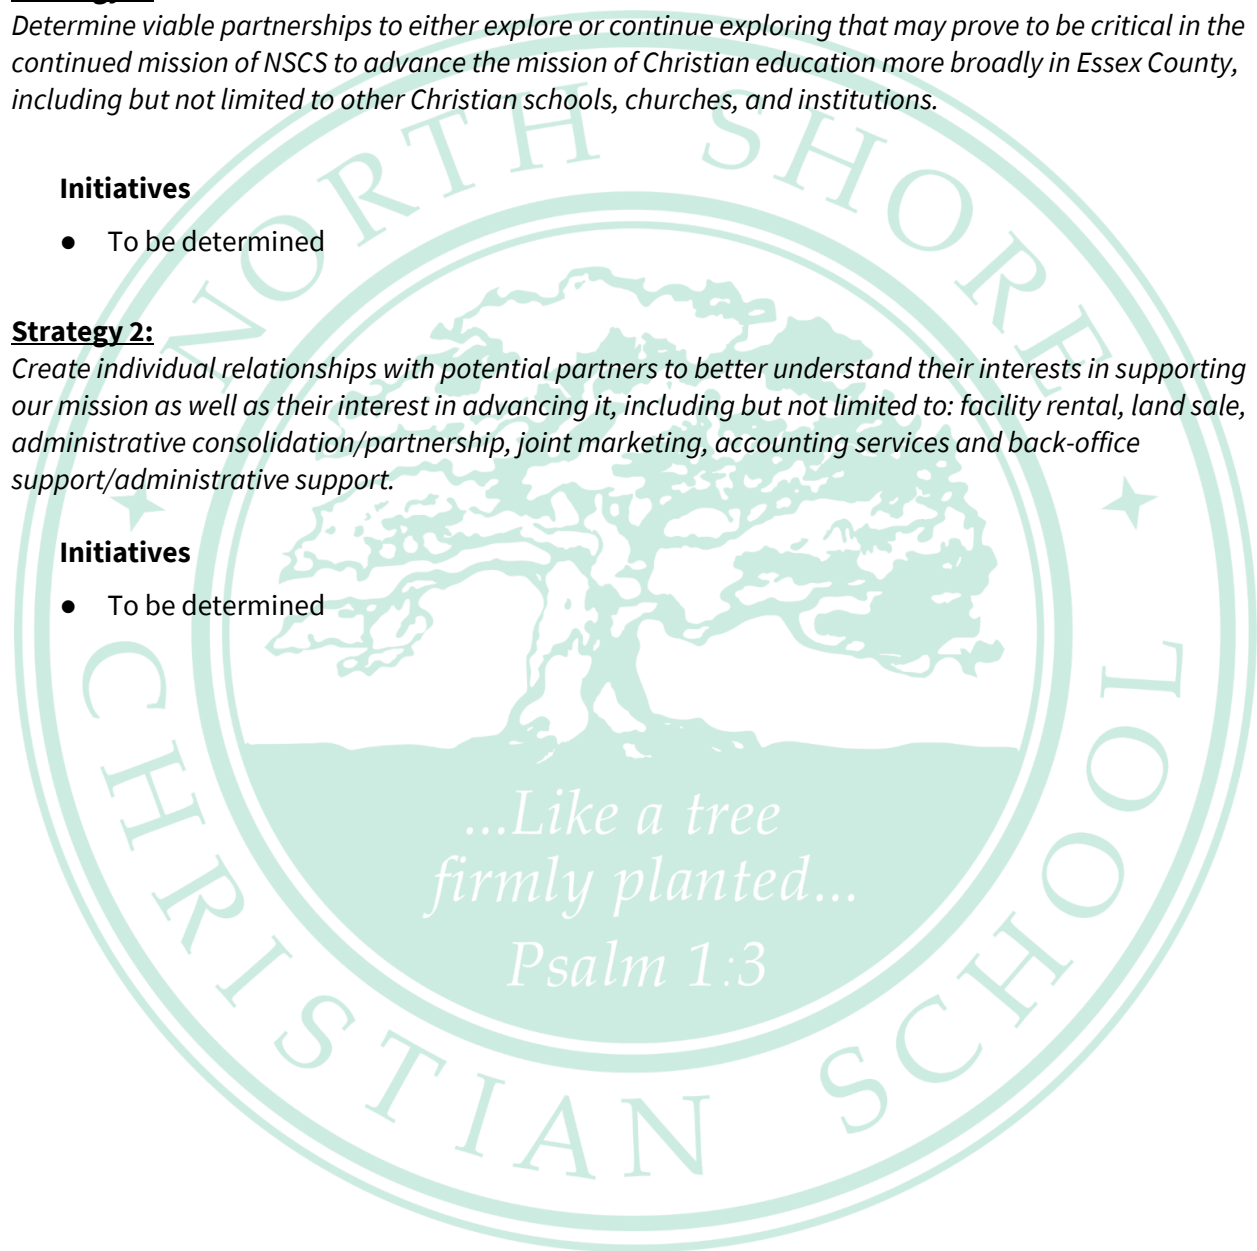 Determine viable partnerships to either explore or continue exploring that may prove to be critical in the
continued mission of NSCS to advance the mission of Christian education more broadly in Essex County,
including but not limited to other Christian schools, churches, and institutions.
Initiatives
● To be determined
Strategy 2:
Create individual relationships with potential partners to better understand their interests in supporting
our mission as well as their interest in advancing it, including but not limited to: facility rental, land sale,
administrative consolidation/partnership, joint marketing, accounting services and back-office
support/administrative support.
Initiatives
● To be determined
NORTH SHORE
CHRISTIAN SCHOOL
...Like a tree
firmly planted...
Psalm 1:3